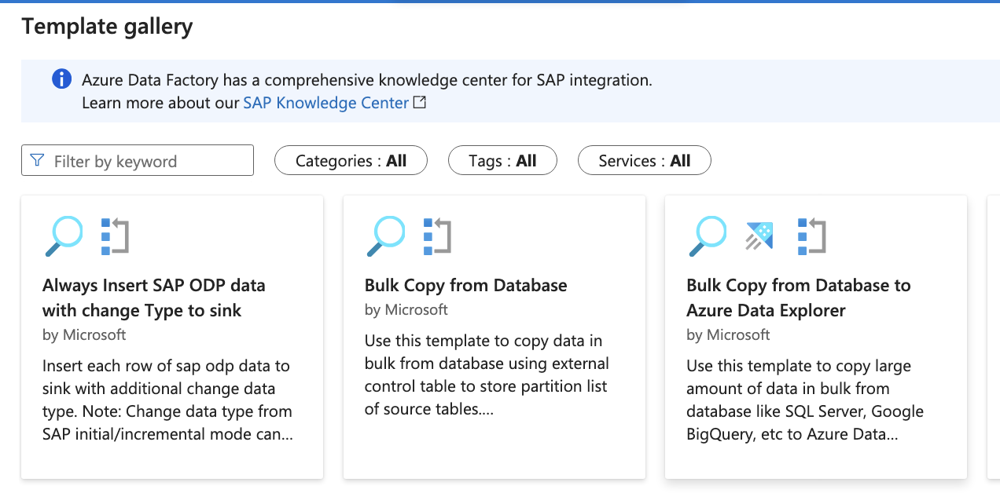 Template gallery
Azure Data Factory has a comprehensive knowledge center for SAP integration.
Learn more about our SAP Knowledge Center
Filter by keyword
Categories : All
Tags : All
Services : All
Always Insert SAP ODP data
with change Type to sink
by Microsoft
Insert each row of sap odp data to
sink with additional change data
type. Note: Change data type from
SAP initial/incremental mode can...
Bulk Copy from Database
by Microsoft
Use this template to copy data in
bulk from database using external
control table to store partition list
of source tables....
Bulk Copy from Database to
Azure Data Explorer
by Microsoft
Use this template to copy large
amount of data in bulk from
database like SQL Server, Google
BigQuery, etc to Azure Data...